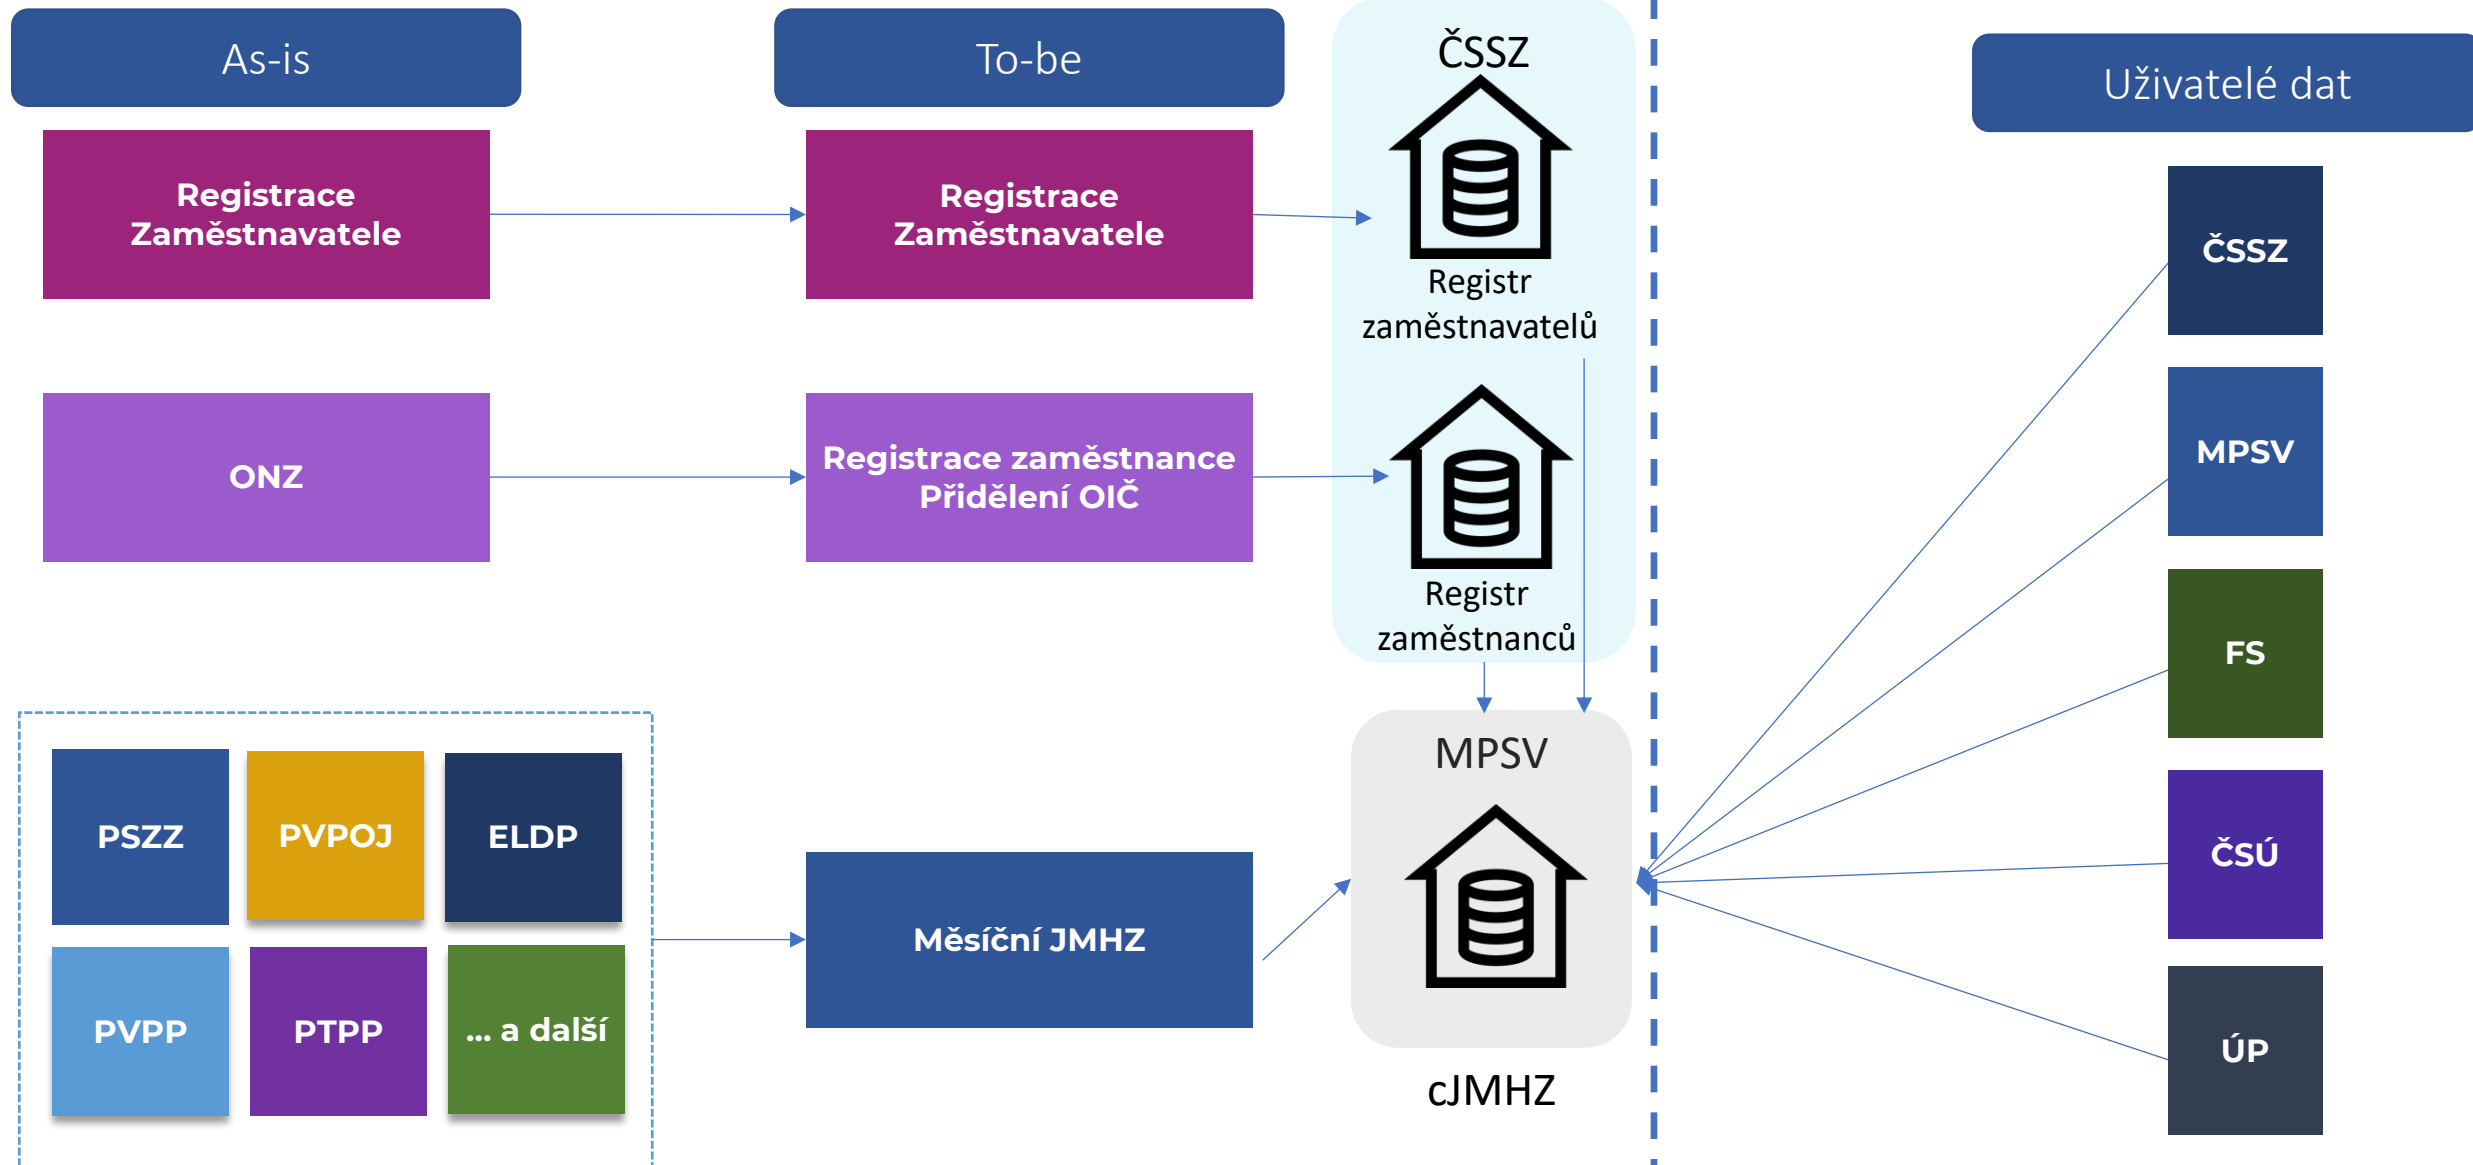 As-is
To-be
ČSSZ
Uživatelé dat
Registrace
Zaměstnavatele
Registrace
Zaměstnavatele
Registr
zaměstnavatelů
ONZ
Registrace zaměstnance
Přidělení OIČ
Registr
zaměstnanců
PSZZ
PVPOJ
ELDP
PVPP
PTPP
... a další
Měsíční JMHZ
MPSV
cJMHZ
ČSSZ
MPSV
FS
ČSÚ
ÚP